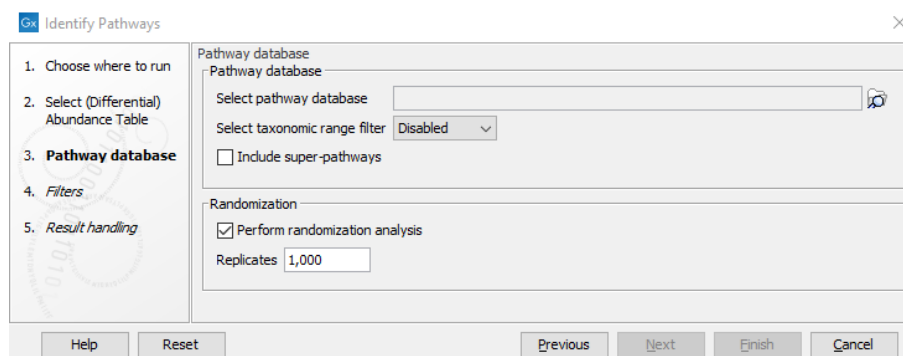 Gx Identify Pathways
1. Choose where to run
2. Select (Differential)
Abundance Table
3. Pathway database
4. Filters
5. Result handling
Pathway database
Pathway database
Select pathway database
Select taxonomic range filter Disabled
Include super-pathways
Randomization
Perform randomization analysis
Replicates 1,000
Help Reset Previous Next Finish Cancel